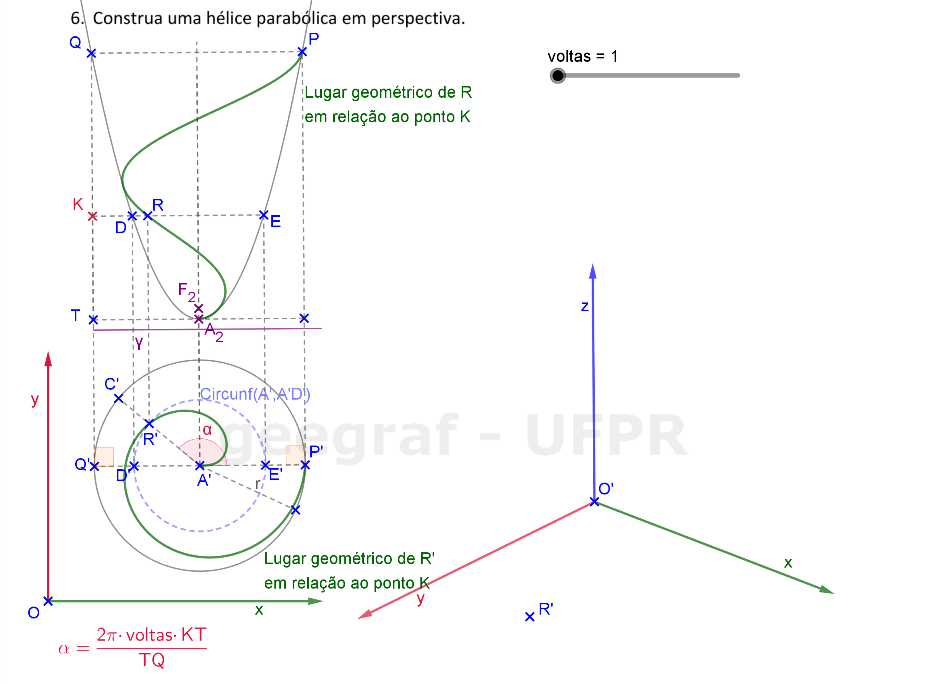 6. Construa uma hélice parabólica em perspectiva.
Q
P
voltas = 1
Lugar geométrico de R
em relação ao ponto K
K
R
D
E
F2
T
A2
γ
z
C'
Circunf(A',A'D')
y
α
geegraf - UFPR
R'
Q'
D'
A'
E'
P'
r
O'
Lugar geométrico de R'
em relação ao ponto K
x
y
O
x
R'
α = 2π· voltas· KT
TQ